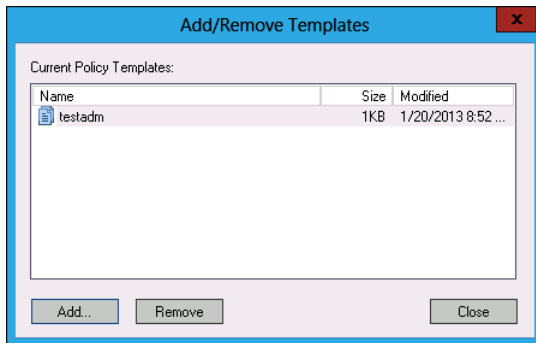 Add/Remove Templates
x
Current Policy Templates:
Name Size Modified
testadm 1KB 1/20/2013 8:52 ...
Add... Remove Close